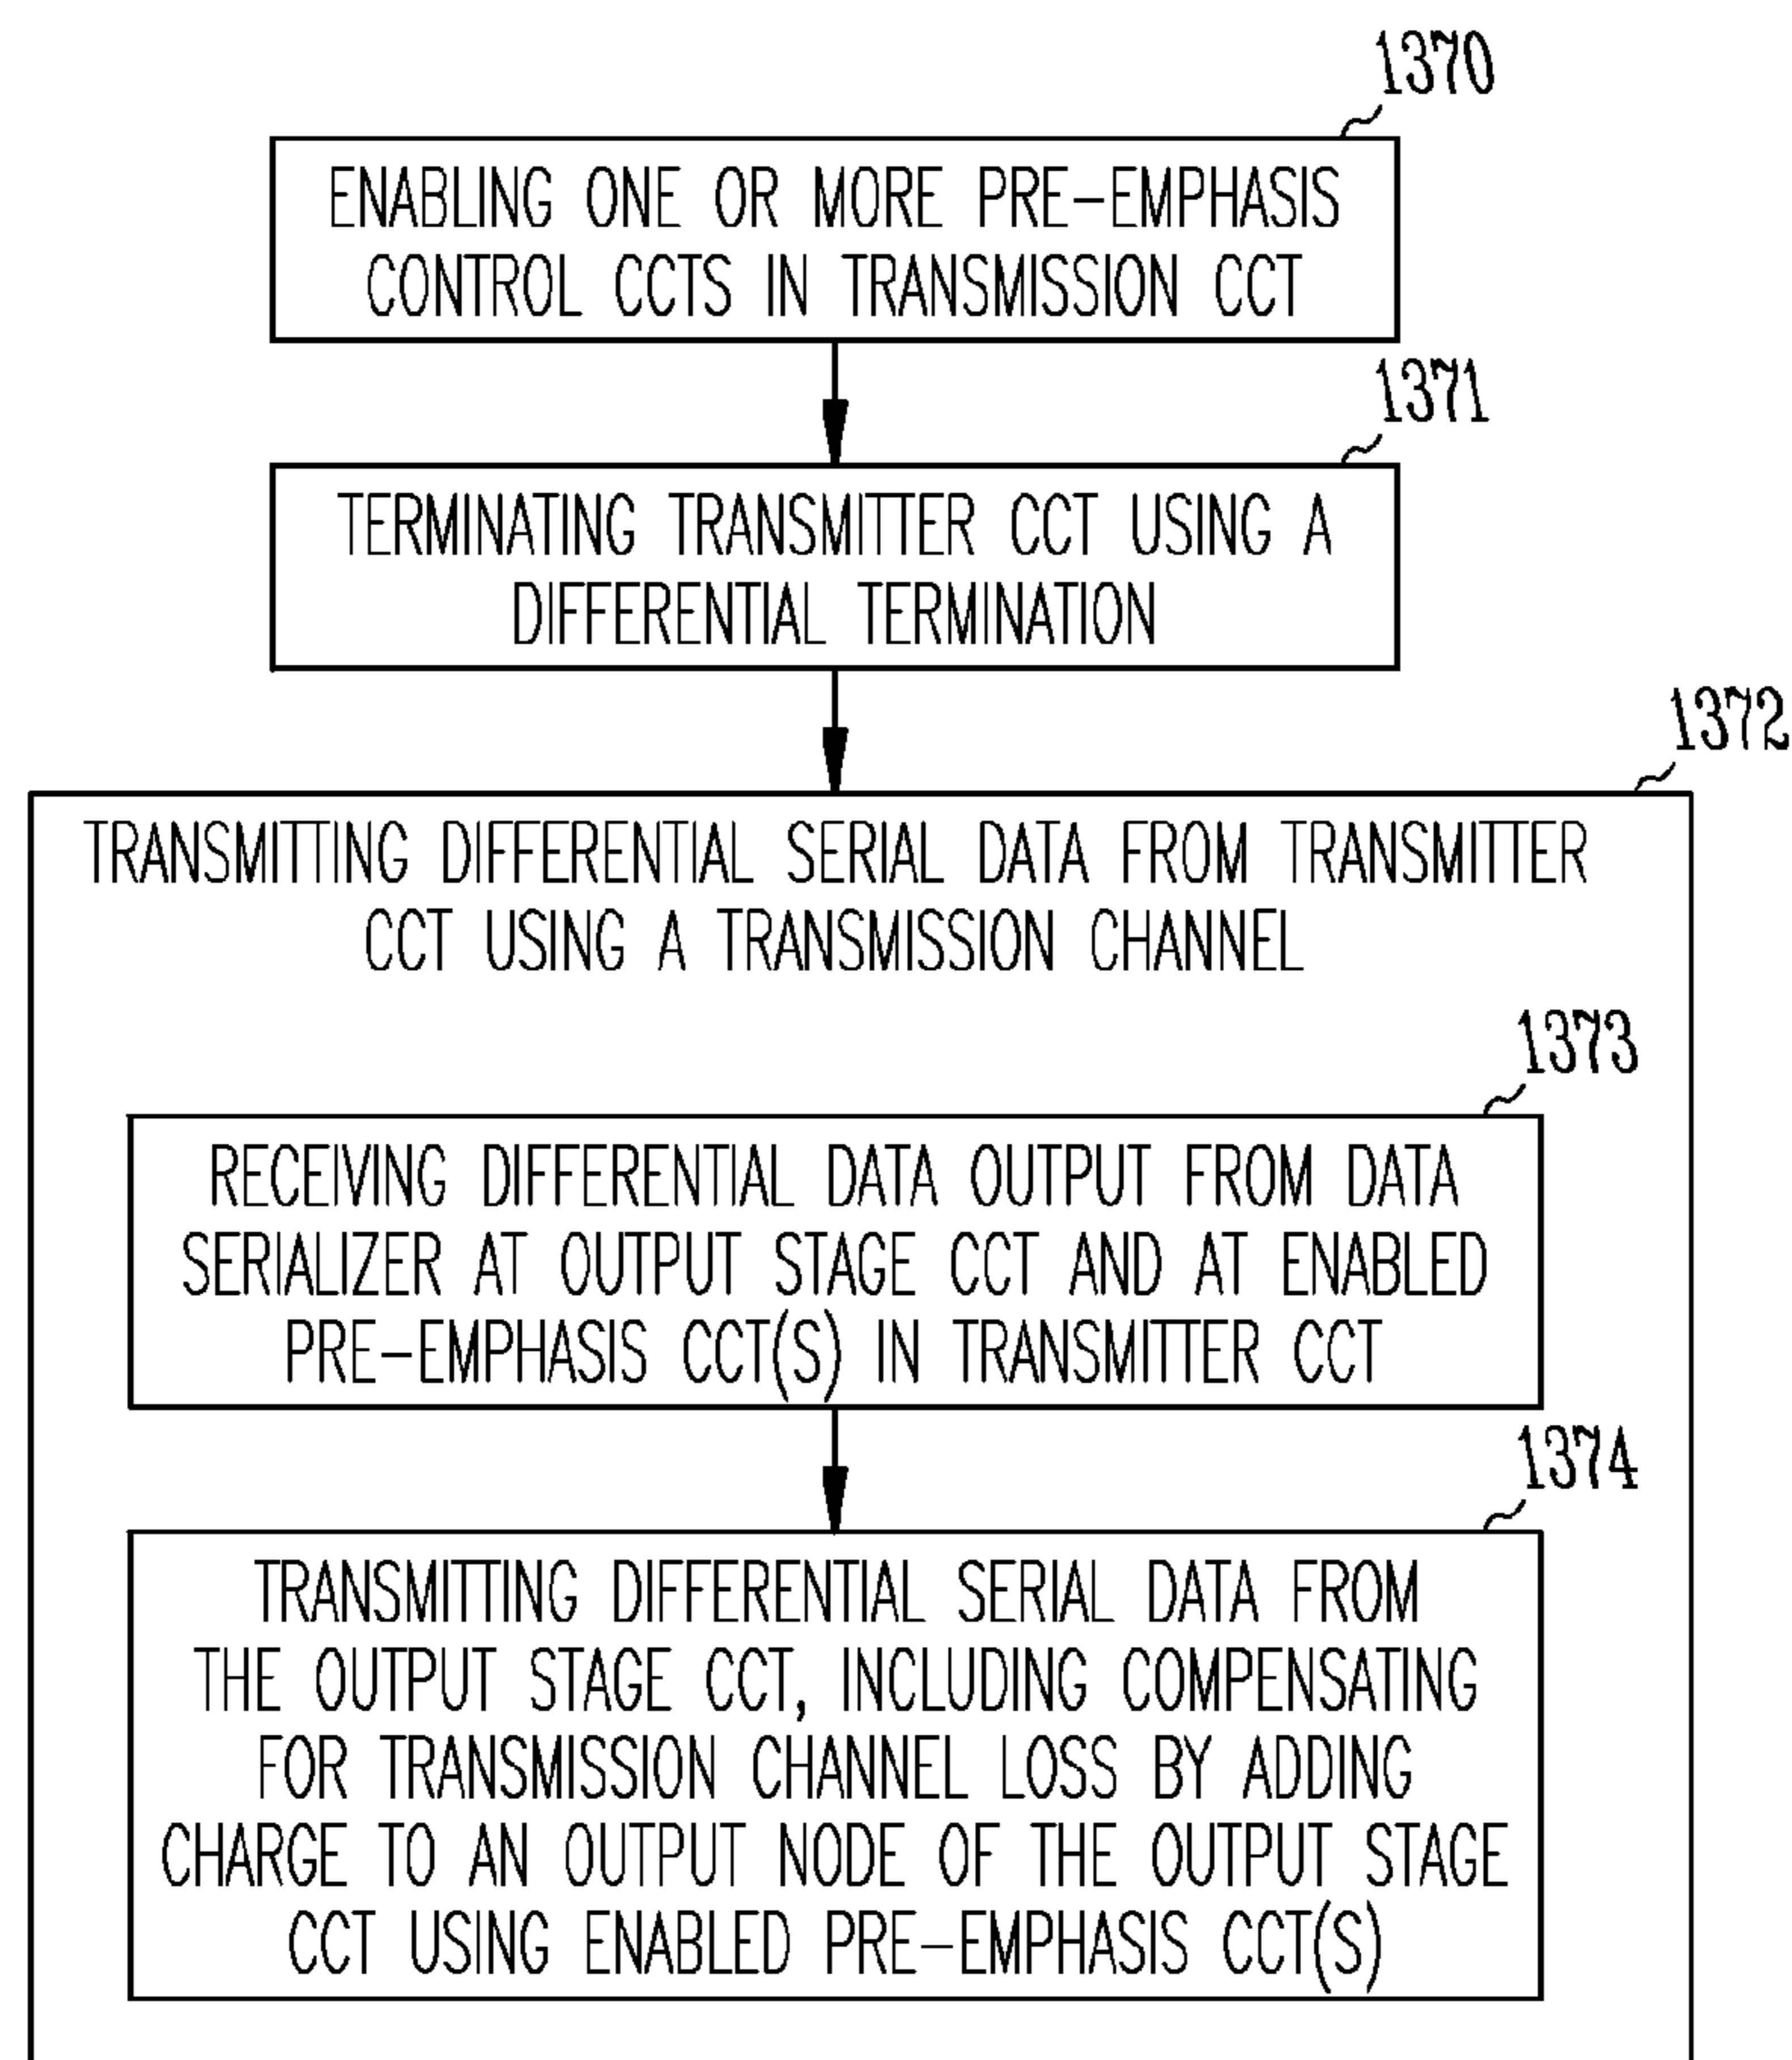 1370
ENABLING ONE OR MORE PRE-EMPHASIS
CONTROL CCTS IN TRANSMISSION CCT
1371
TERMINATING TRANSMITTER CCT USING A
DIFFERENTIAL TERMINATION
1372
TRANSMITTING DIFFERENTIAL SERIAL DATA FROM TRANSMITTER
CCT USING A TRANSMISSION CHANNEL
1373
RECEIVING DIFFERENTIAL DATA OUTPUT FROM DATA
SERIALIZER AT OUTPUT STAGE CCT AND AT ENABLED
PRE-EMPHASIS CCT(S) IN TRANSMITTER CCT
1374
TRANSMITTING DIFFERENTIAL SERIAL DATA FROM
THE OUTPUT STAGE CCT, INCLUDING COMPENSATING
FOR TRANSMISSION CHANNEL LOSS BY ADDING
CHARGE TO AN OUTPUT NODE OF THE OUTPUT STAGE
CCT USING ENABLED PRE-EMPHASIS CCT(S)